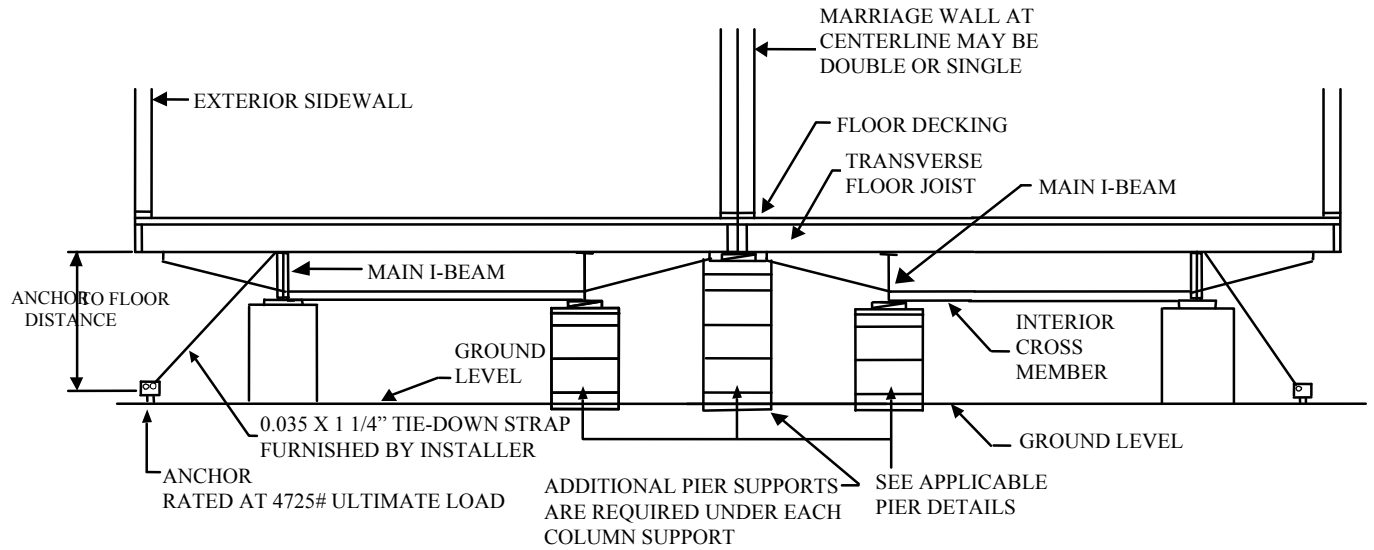 MARRIAGE WALL AT
CENTERLINE MAY BE
DOUBLE OR SINGLE
EXTERIOR SIDEWALL
FLOOR DECKING
TRANSVERSE
FLOOR JOIST
MAIN I-BEAM
MAIN I-BEAM
ANCHOR TO FLOOR
DISTANCE
GROUND
LEVEL
INTERIOR
CROSS
MEMBER
0.035 X 1 1/4” TIE-DOWN STRAP
FURNISHED BY INSTALLER
GROUND LEVEL
ANCHOR
RATED AT 4725# ULTIMATE LOAD
ADDITIONAL PIER SUPPORTS
ARE REQUIRED UNDER EACH
COLUMN SUPPORT
SEE APPLICABLE
PIER DETAILS